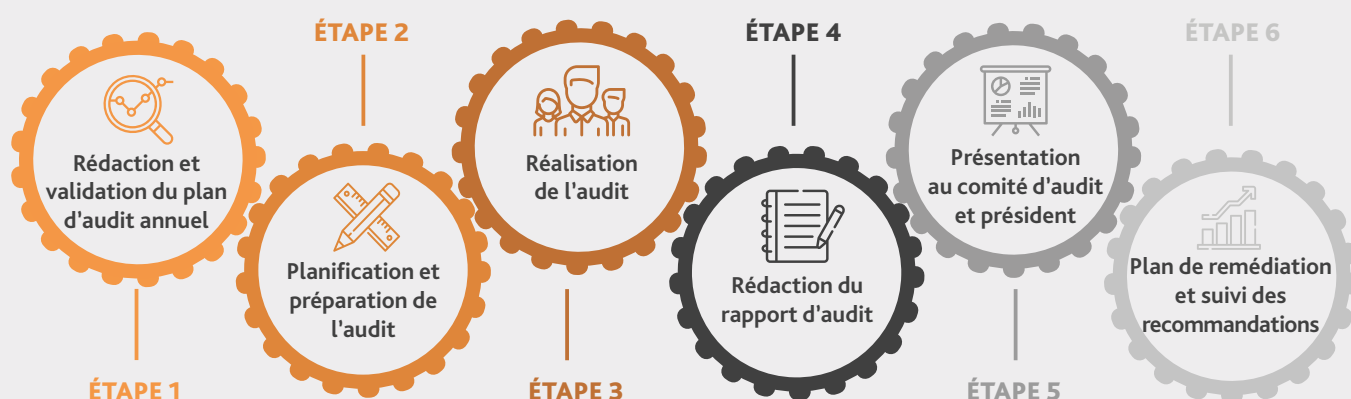 ÉTAPE 1
Rédaction et
validation du plan
d’audit annuel
ÉTAPE 2
Planification et
préparation de
l’audit
ÉTAPE 3
Réalisation
de l’audit
ÉTAPE 4
Rédaction du
rapport d’audit
ÉTAPE 5
Présentation
au comité d’audit
et président
ÉTAPE 6
Plan de remédiation
et suivi des
recommandations